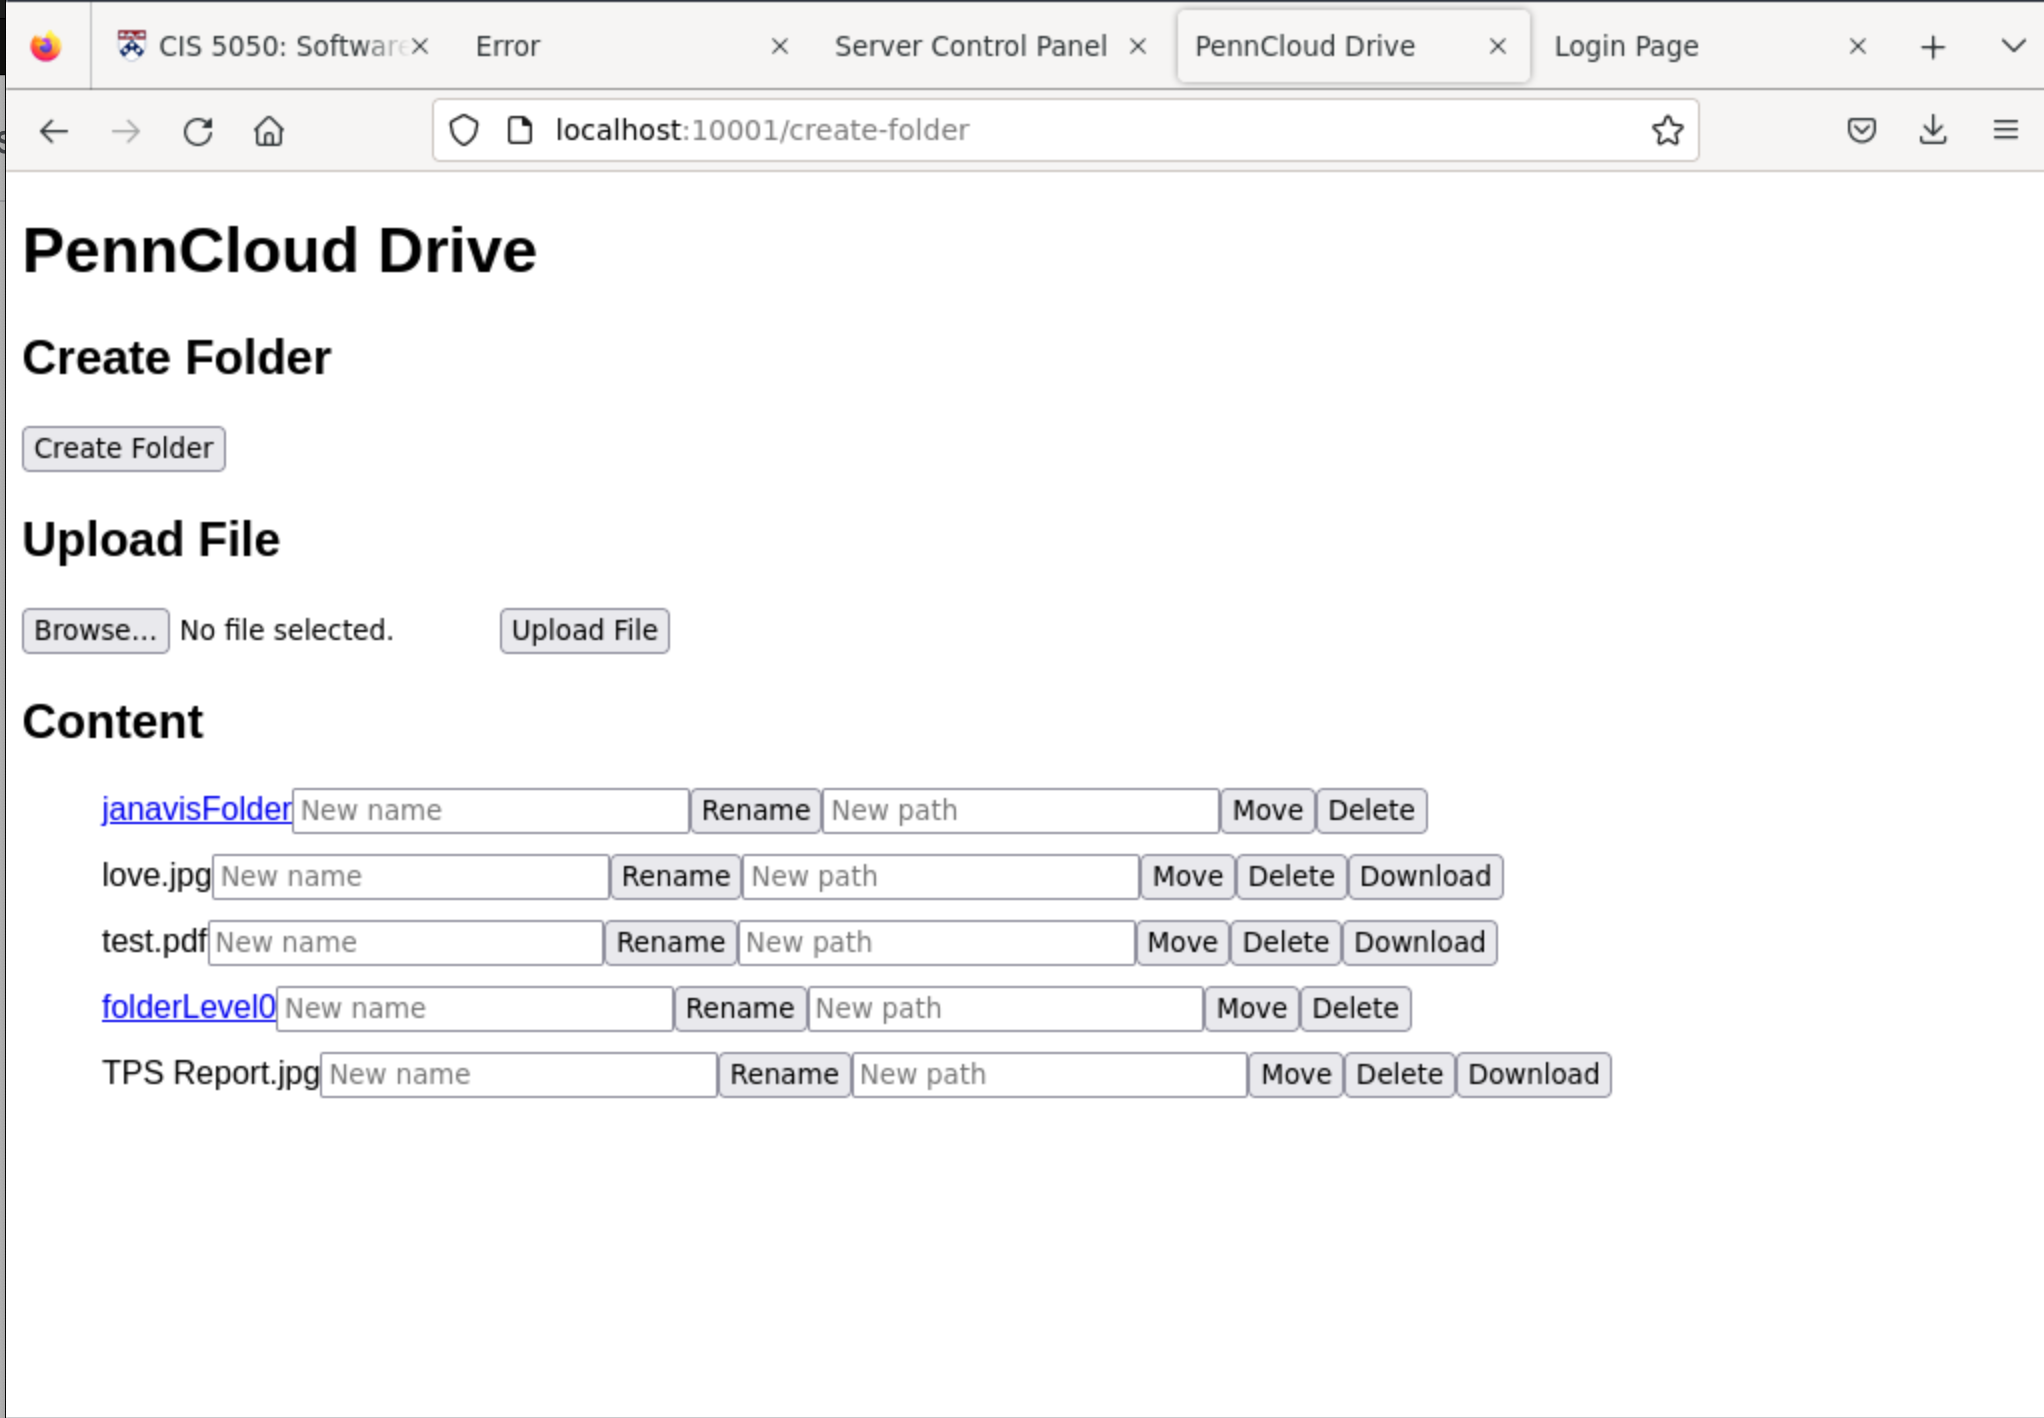 CIS 5050: Software Error Server Control Panel PennCloud Drive Login Page
localhost:10001/create-folder
PennCloud Drive
Create Folder
Create Folder
Upload File
Browse... No file selected. Upload File
Content
janavisFolder New name Rename New path Move Delete
love.jpg New name Rename New path Move Delete Download
test.pdf New name Rename New path Move Delete Download
folderLevel0 New name Rename New path Move Delete
TPS Report.jpg New name Rename New path Move Delete Download